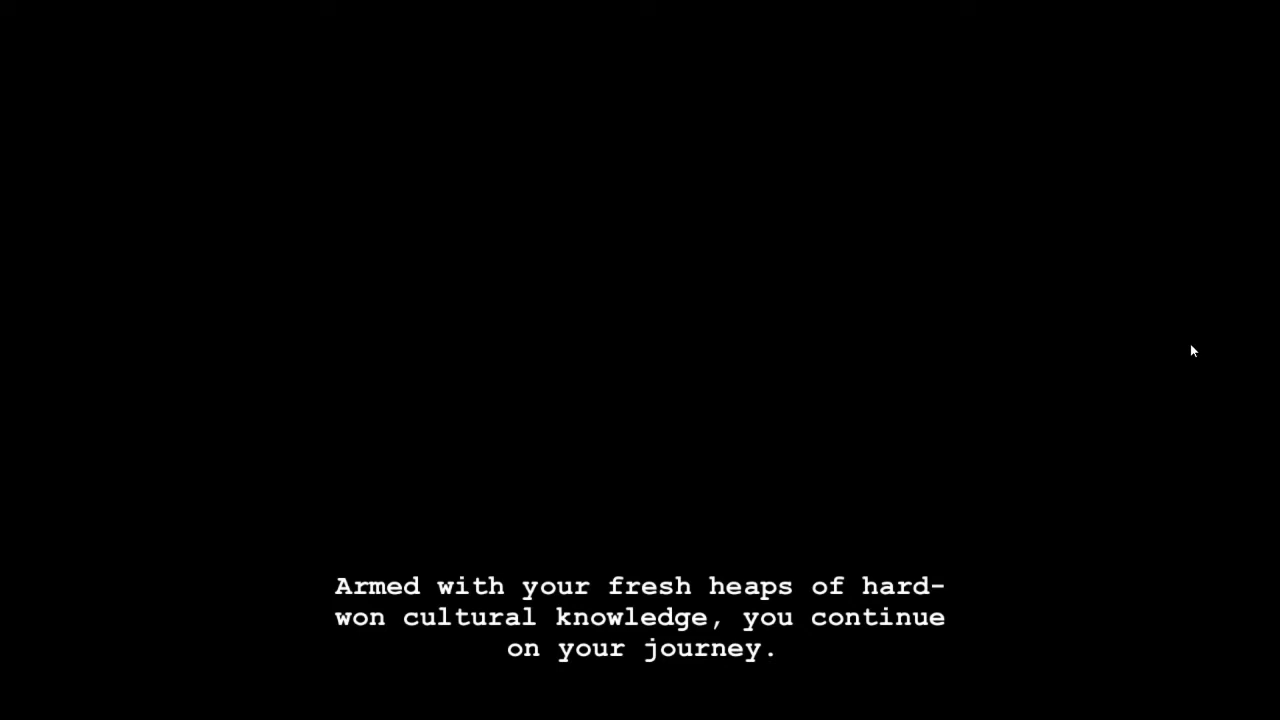 Armed with your fresh heaps of hard-
won cultural knowledge, you continue
on your journey.